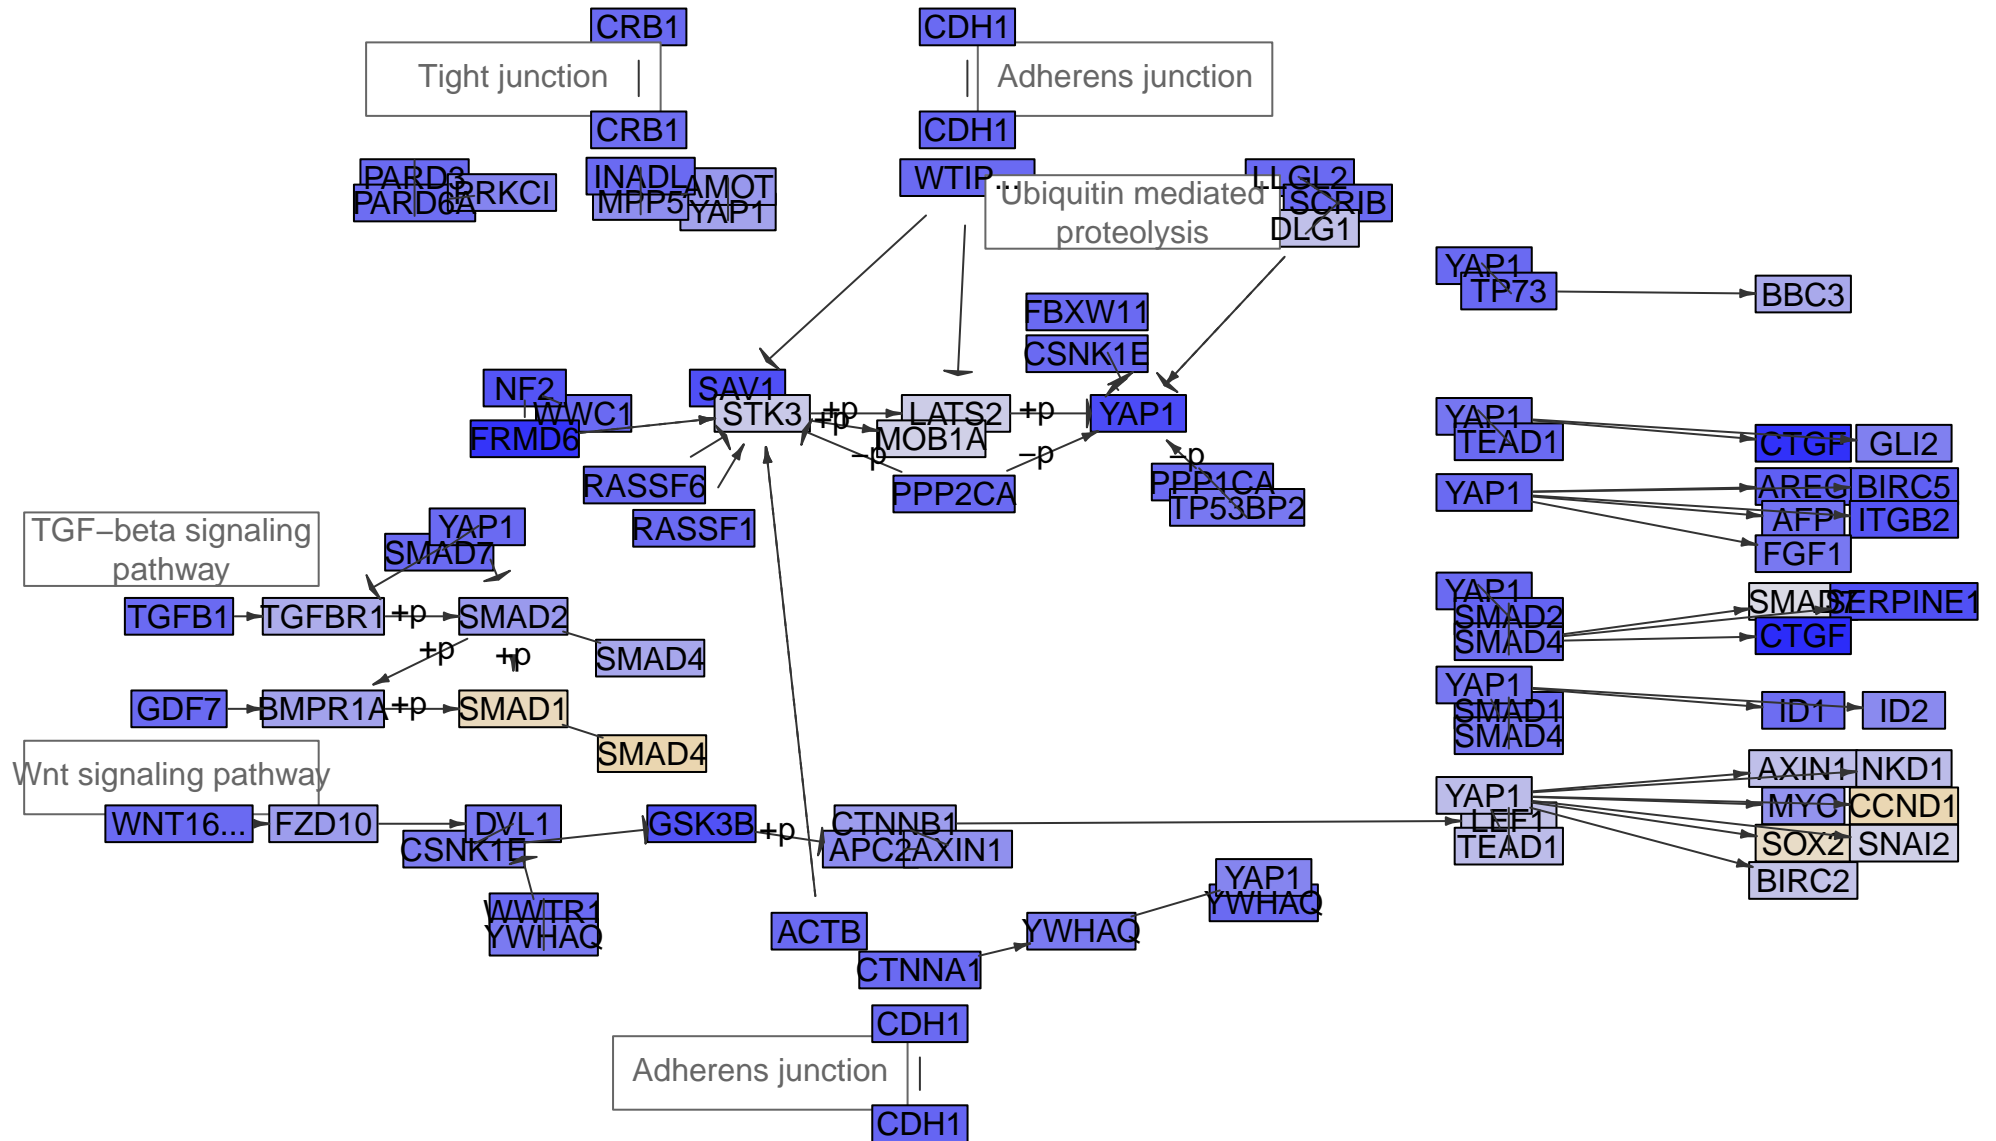 CRB1
CDH1
Tight junction
Adherens junction
CRB1
CDH1
PARD3
PRKCI
PARD6A
INADL
AMOT
MPP5
YAP1
WTIP...
LLGL2
Ubiquitin mediated
proteolysis
SCRIB
DLG1
YAP1
TP73
BBC3
FBXW11
CSNK1E
NF2
WWC1
FRMD6
SAV1
STK3
+p
+p
LATS2
MOB1A
+p
YAP1
−p
−p
−p
RASSF6
RASSF1
PPP2CA
PPP1CA
TP53BP2
YAP1
TEAD1
CTGF
GLI2
YAP1
AREG
BIRC5
AFP
ITGB2
FGF1
TGF−beta signaling
pathway
YAP1
SMAD7
TGFB1
TGFBR1
+p
SMAD2
+p
+p
SMAD4
GDF7
BMPR1A
+p
SMAD1
SMAD4
YAP1
SMAD2
SMAD4
SMAD7
SERPINE1
CTGF
YAP1
SMAD1
SMAD4
ID1
ID2
Wnt signaling pathway
WNT16...
FZD10
DVL1
CSNK1E
GSK3B
+p
CTNNB1
APC2
AXIN1
YAP1
LEF1
TEAD1
AXIN1
NKD1
MYC
CCND1
SOX2
SNAI2
BIRC2
WWTR1
YWHAQ
ACTB
CTNNA1
YWHAQ
YAP1
YWHAQ
CDH1
Adherens junction
CDH1